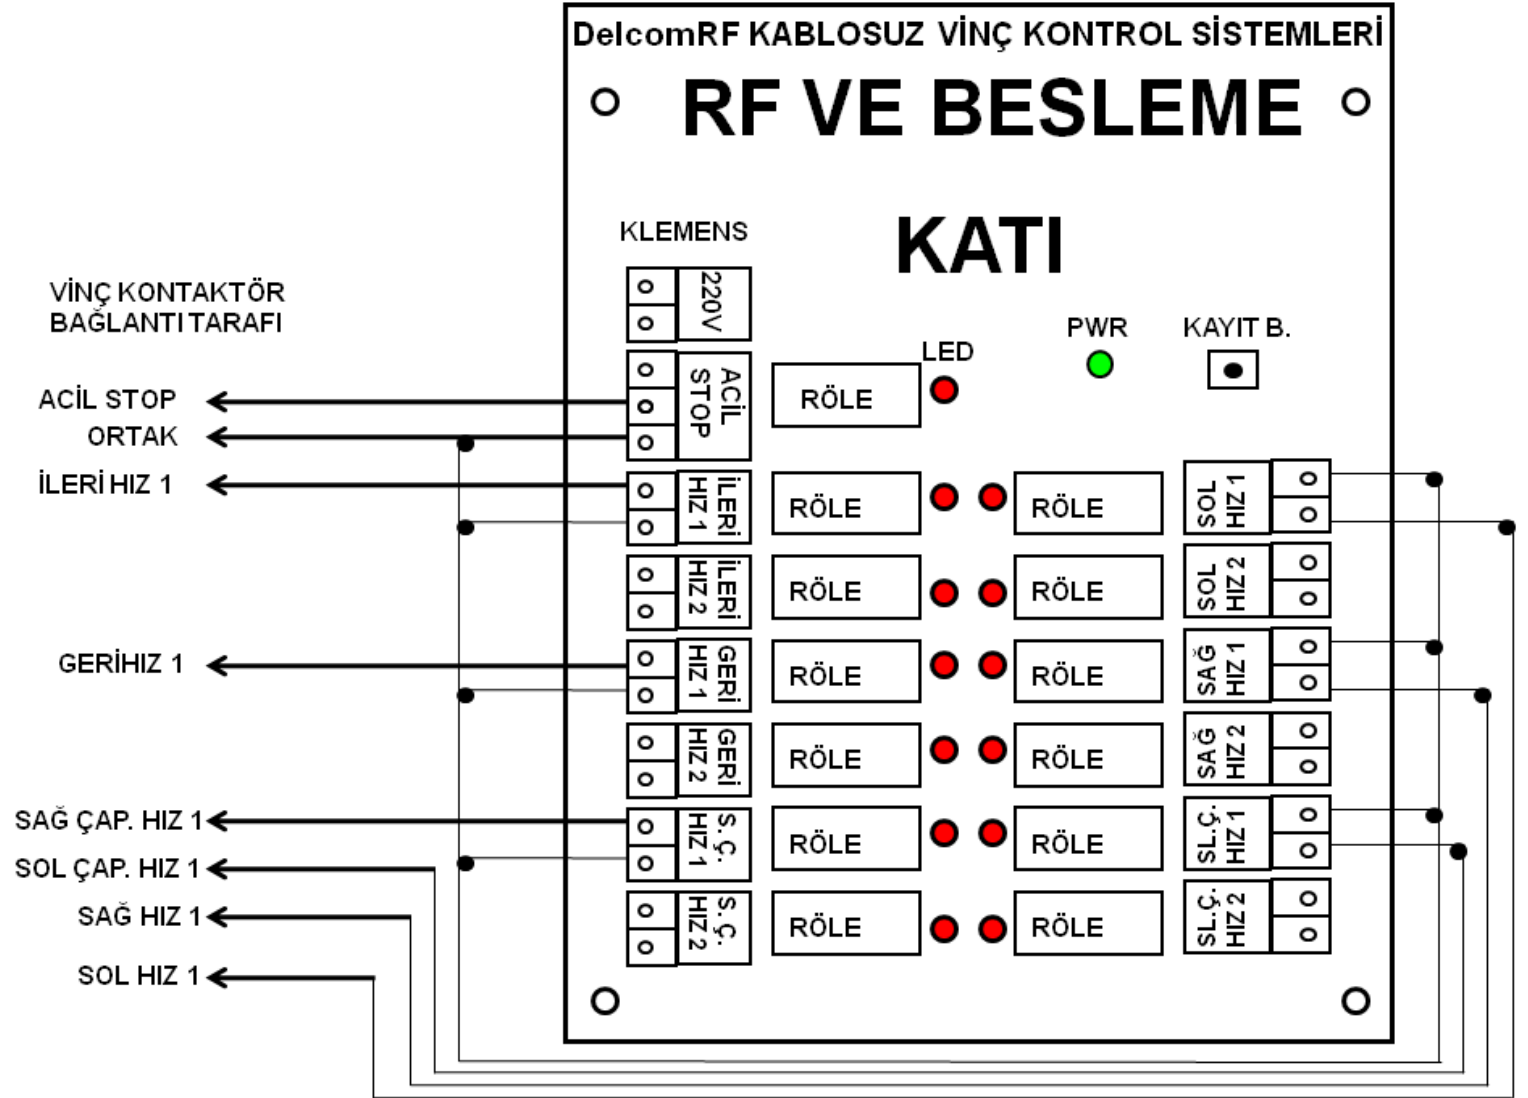 DelcomRF KABLOSUZ VİNÇ KONTROL SİSTEMLERİ
RF VE BESLEME
KATI
KLEMENS
VİNÇ KONTAKTÖR
BAĞLANTI TARAFI
220V
PWR
KAYIT B.
LED
ACİL STOP
ORTAK
İLERİ HIZ 1
GERİHIZ 1
SAĞ ÇAP. HIZ 1
SOL ÇAP. HIZ 1
SAĞ HIZ 1
SOL HIZ 1
ACİL
STOP
RÖLE
İLERİ
HIZ 1
RÖLE
RÖLE
SOL
HIZ 1
İLERİ
HIZ 2
RÖLE
RÖLE
SOL
HIZ 2
GERİ
HIZ 1
RÖLE
RÖLE
SAĞ
HIZ 1
GERİ
HIZ 2
RÖLE
RÖLE
SAĞ
HIZ 2
S. Ç.
HIZ 1
RÖLE
RÖLE
SL.Ç.
HIZ 1
S. Ç.
HIZ 2
RÖLE
RÖLE
SL.Ç.
HIZ 2